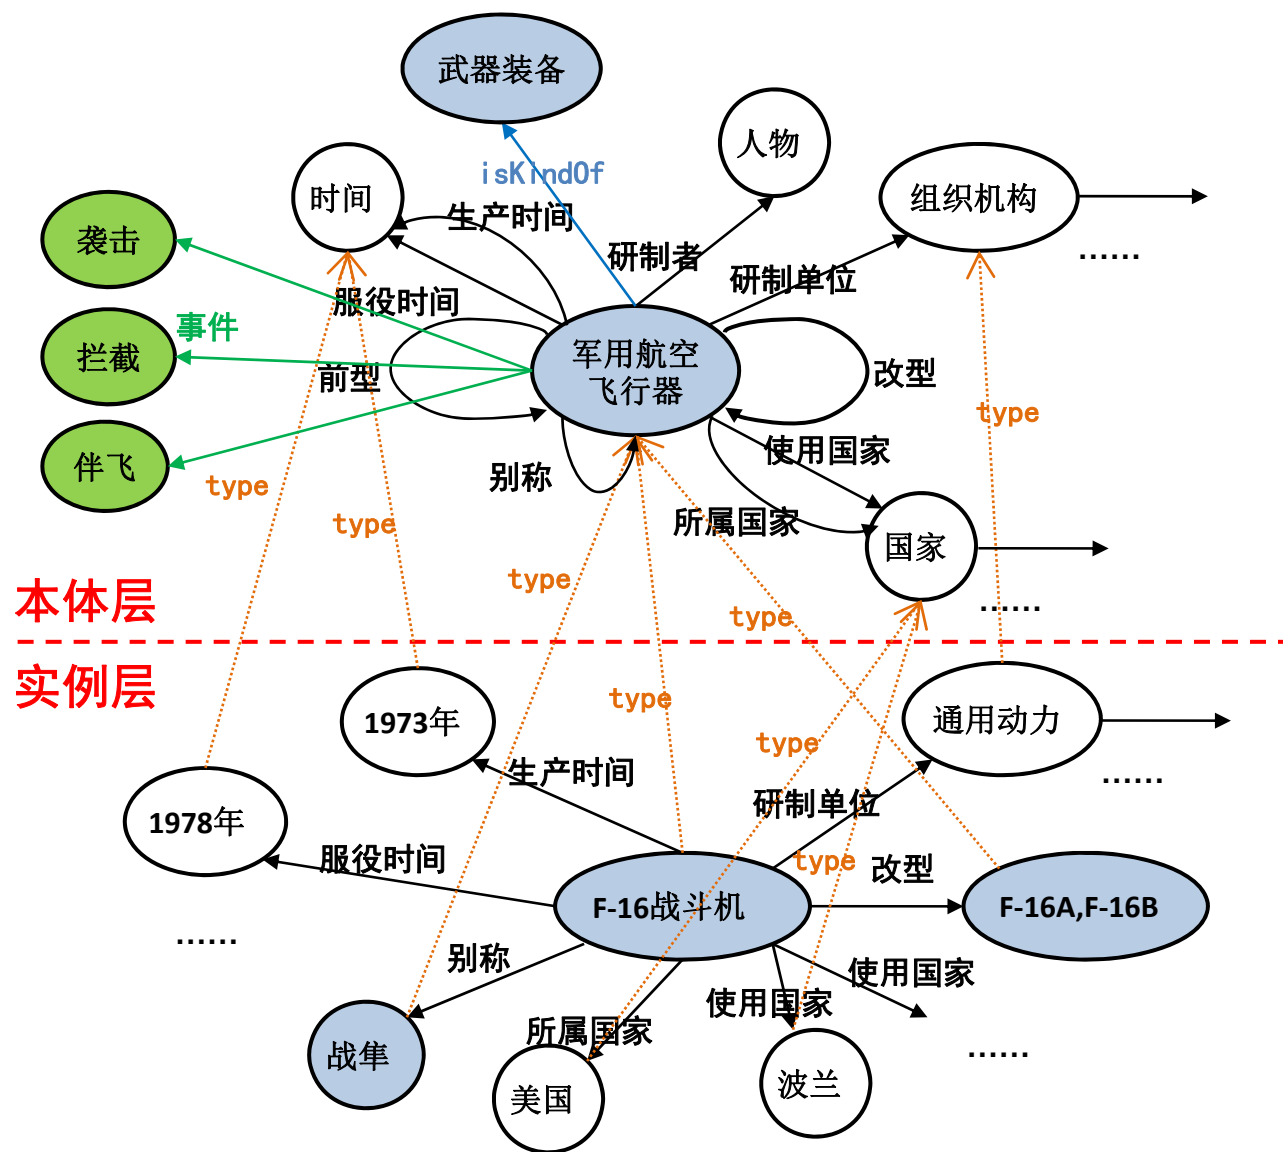 武器装备
人物
isKindOf
时间
组织机构
生产时间
袭击
研制者
......
研制单位
服役时间
事件
拦截
军用航空
飞行器
前型
改型
type
使用国家
伴飞
别称
type
type
所属国家
国家
type
本体层
......
type
实例层
type
1973年
通用动力
type
生产时间
......
研制单位
1978年
服役时间
type
改型
F-16战斗机
F-16A,F-16B
......
别称
使用国家
使用国家
所属国家
战隼
......
美国
波兰